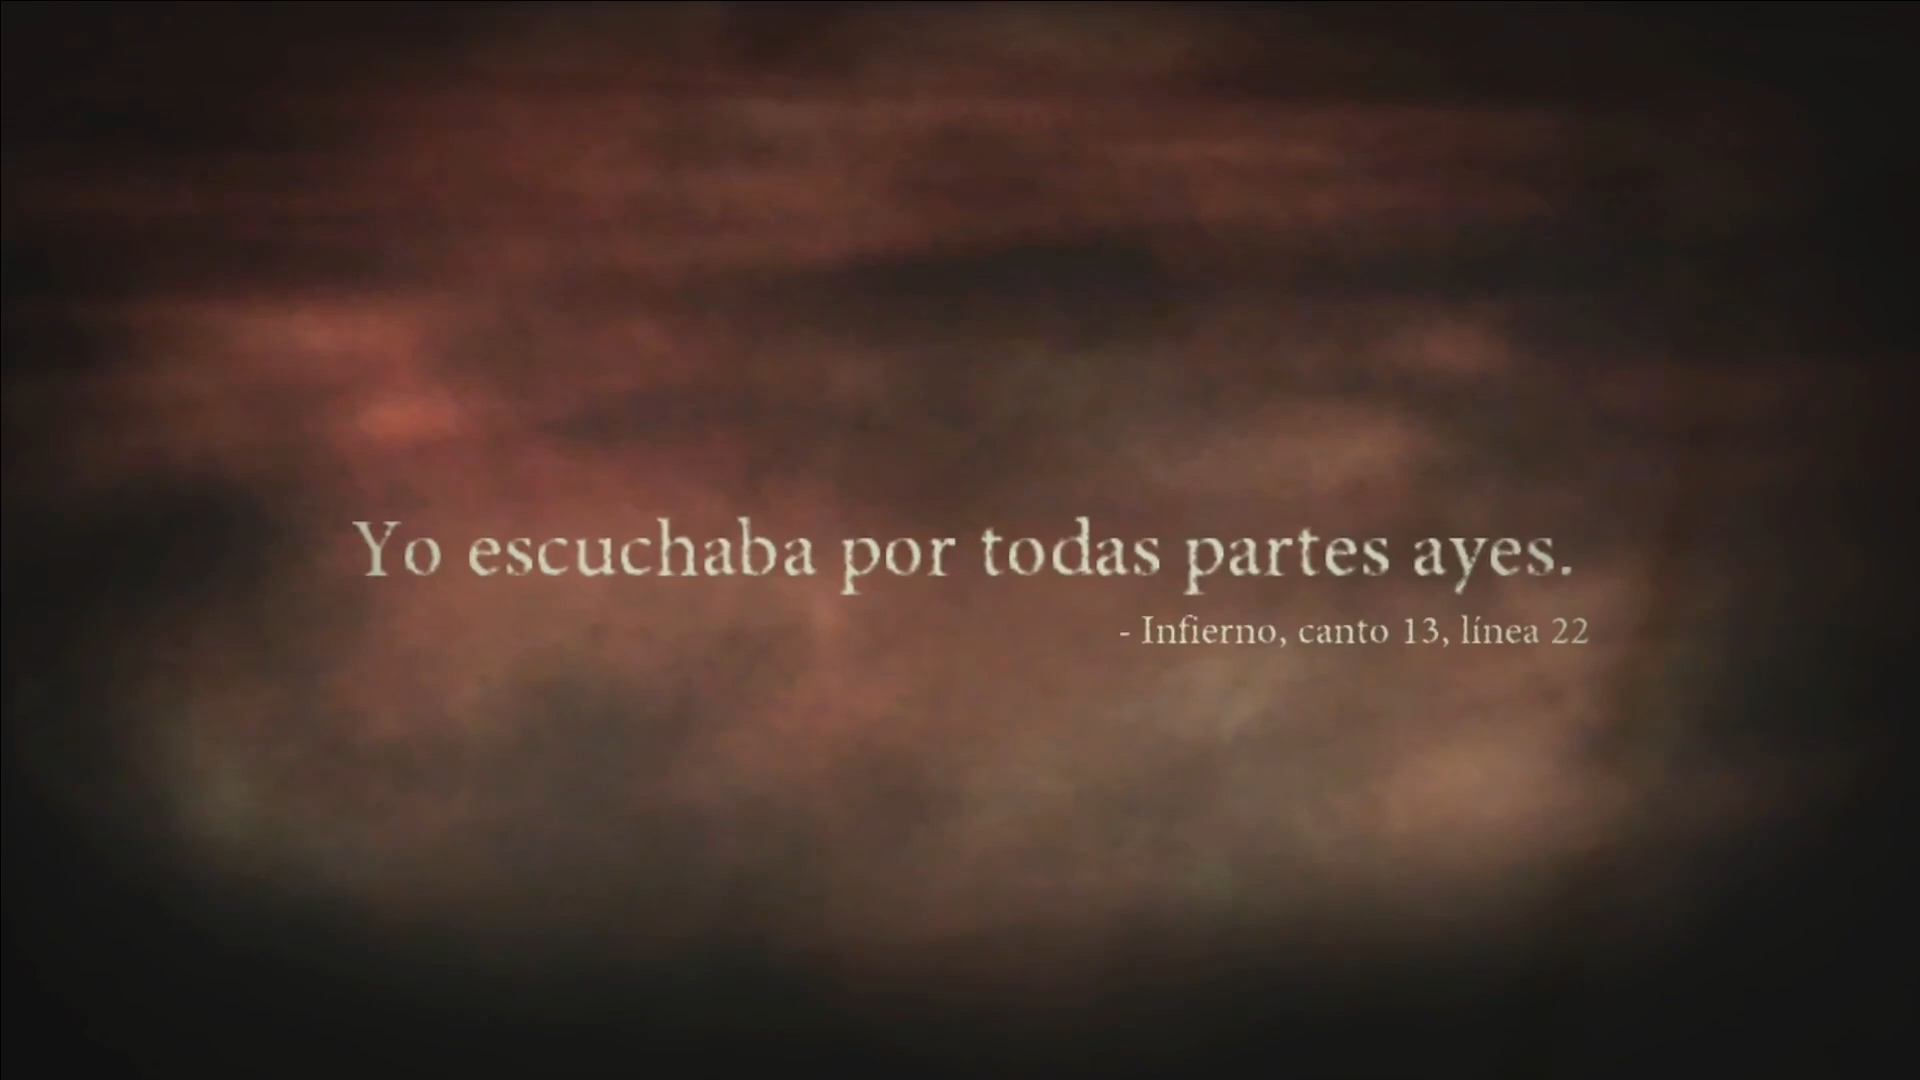 Yo escuchaba por todas partes ayes.
- Infierno, canto 13, línea 22